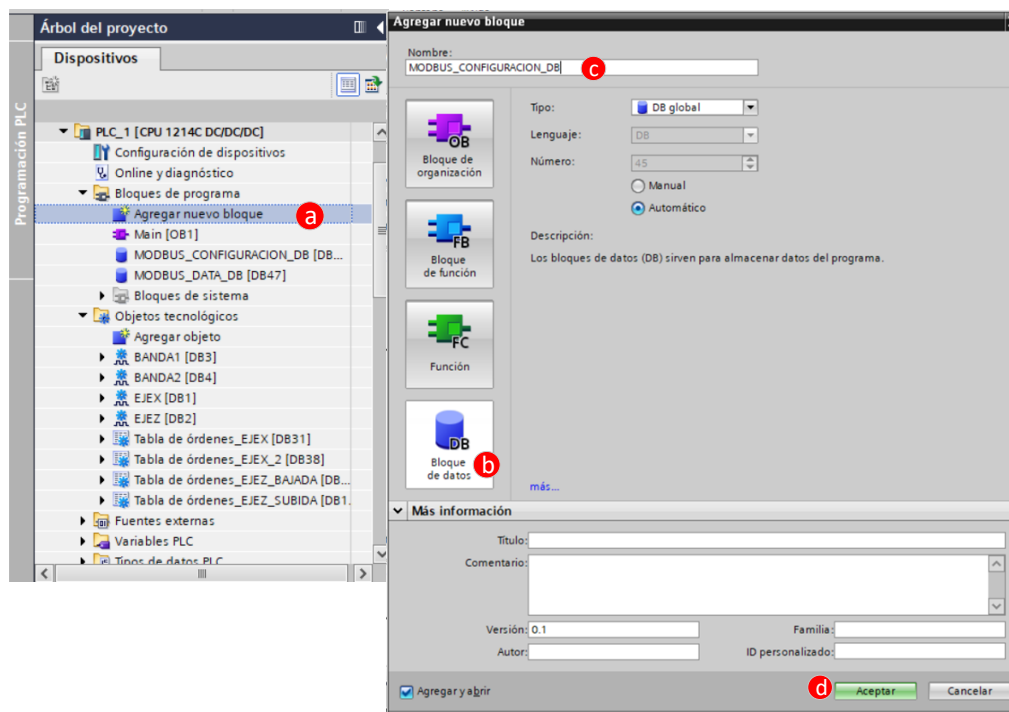 Árbol del proyecto
Dispositivos
Programación PLC
PLC_1 [CPU 1214C DC/DC/DC]
Configuración de dispositivos
Online y diagnóstico
Bloques de programa
Agregar nuevo bloque
a
Main [OB1]
MODBUS_CONFIGURACION_DB [DB...
MODBUS_DATA_DB [DB47]
Bloques de sistema
Objetos tecnológicos
Agregar objeto
BANDA1 [DB3]
BANDA2 [DB4]
EJEX [DB1]
EJEZ [DB2]
Tabla de órdenes_EJEX [DB31]
Tabla de órdenes_EJEX_2 [DB38]
Tabla de órdenes_EJEZ_BAJADA [DB...
Tabla de órdenes_EJEZ_SUBIDA [DB1.
Fuentes externas
Variables PLC
Tipos de datos PLC
Agregar nuevo bloque
Nombre:
MODBUS_CONFIGURACION_DB
c
OB
Bloque de
organización
FB
Bloque
de función
FC
Función
DB
Bloque
de datos
b
Tipo: DB global
Lenguaje: DB
Número: 45
Manual
Automático
Descripción:
Los bloques de datos (DB) sirven para almacenar datos del programa.
más...
Más información
Título:
Comentario:
Versión: 0.1 Familia:
Autor: ID personalizado:
Agregar y abrir
d
Aceptar
Cancelar